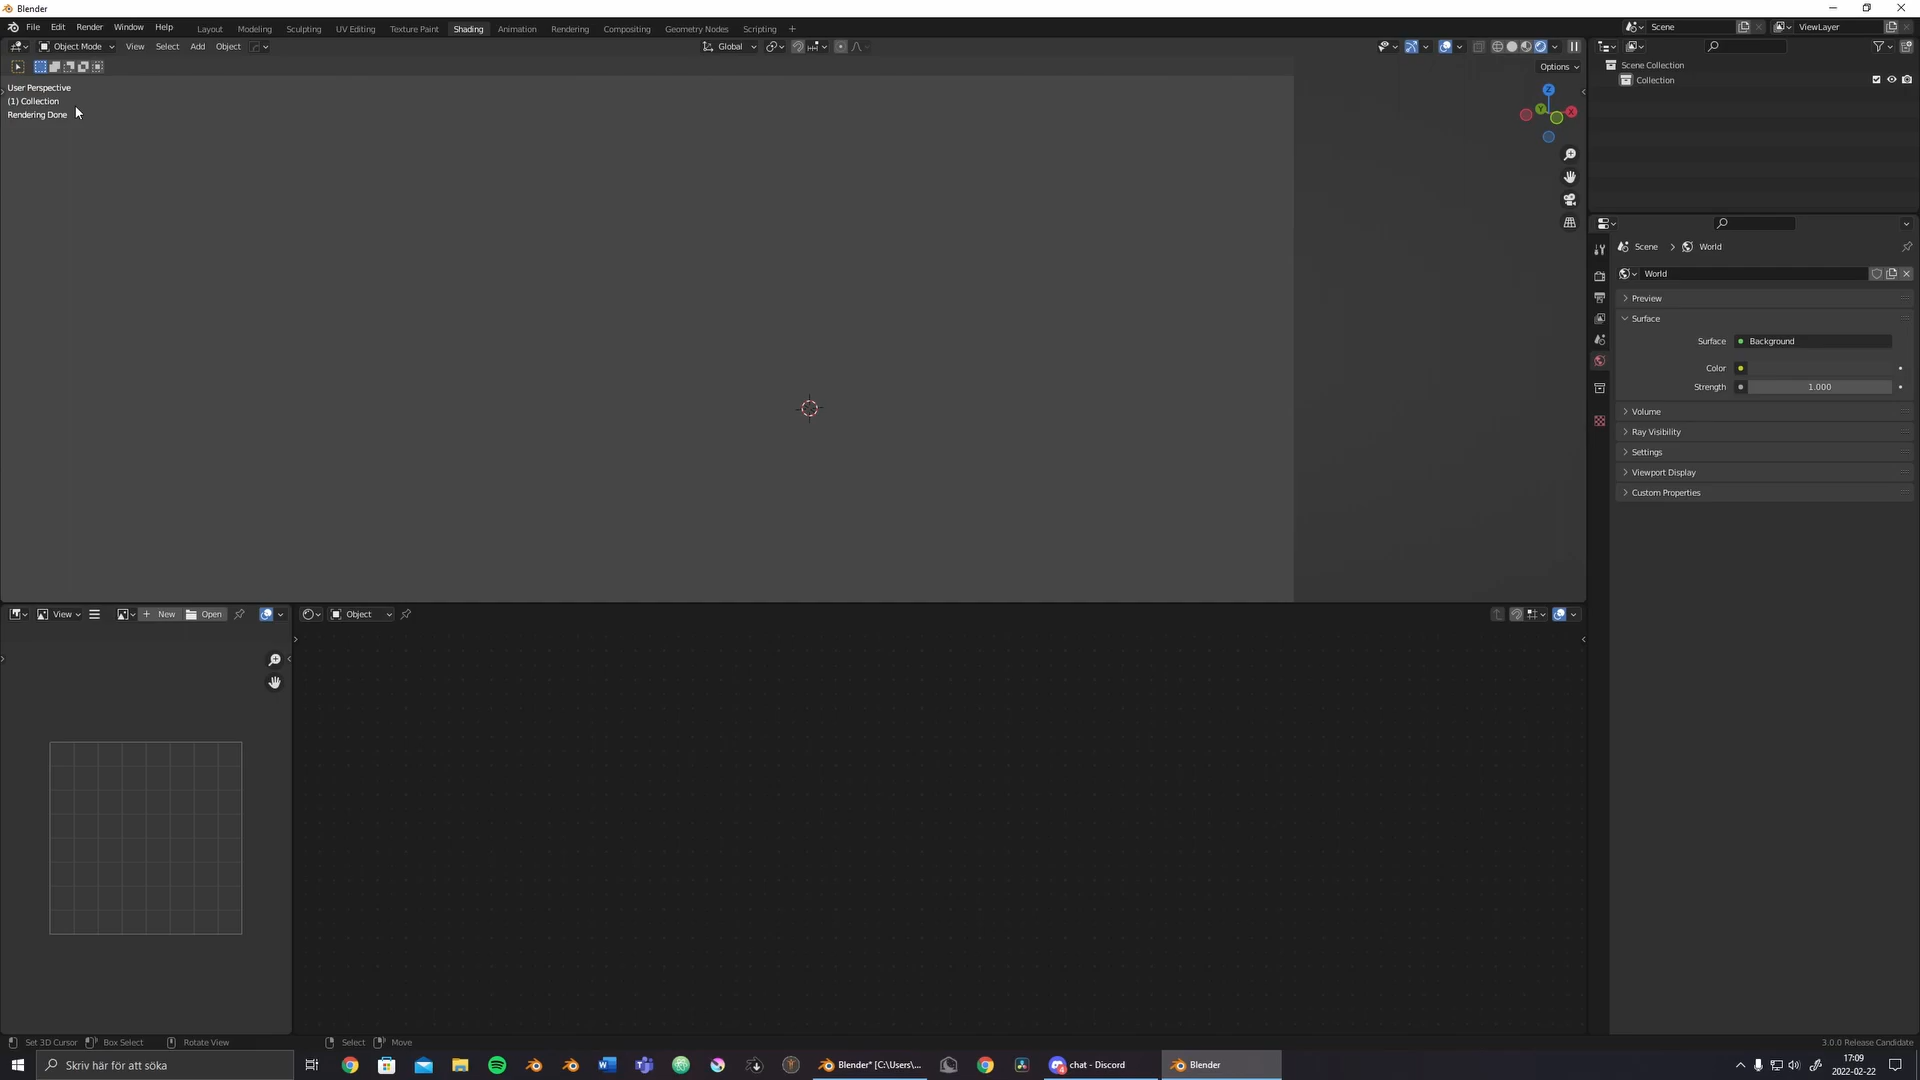 Blender
File Edit Render Window Help
Layout Modeling Sculpting UV Editing Texture Paint Shading Animation Rendering Compositing Geometry Nodes Scripting +
Scene
ViewLayer
Object Mode View Select Add Object
Global
Options
User Perspective
(1) Collection
Rendering Done
Z
Y
X
Scene Collection
Collection
Scene > World
World
Preview
Surface
Surface Background
Color
Strength 1.000
Volume
Ray Visibility
Settings
Viewport Display
Custom Properties
View
+ New
Open
Object
Set 3D Cursor Box Select Rotate View Select Move
3.0.0 Release Candidate
Skriv här för att söka
Blender* [C:\Users\...
chat - Discord
Blender
17:09
2022-02-22